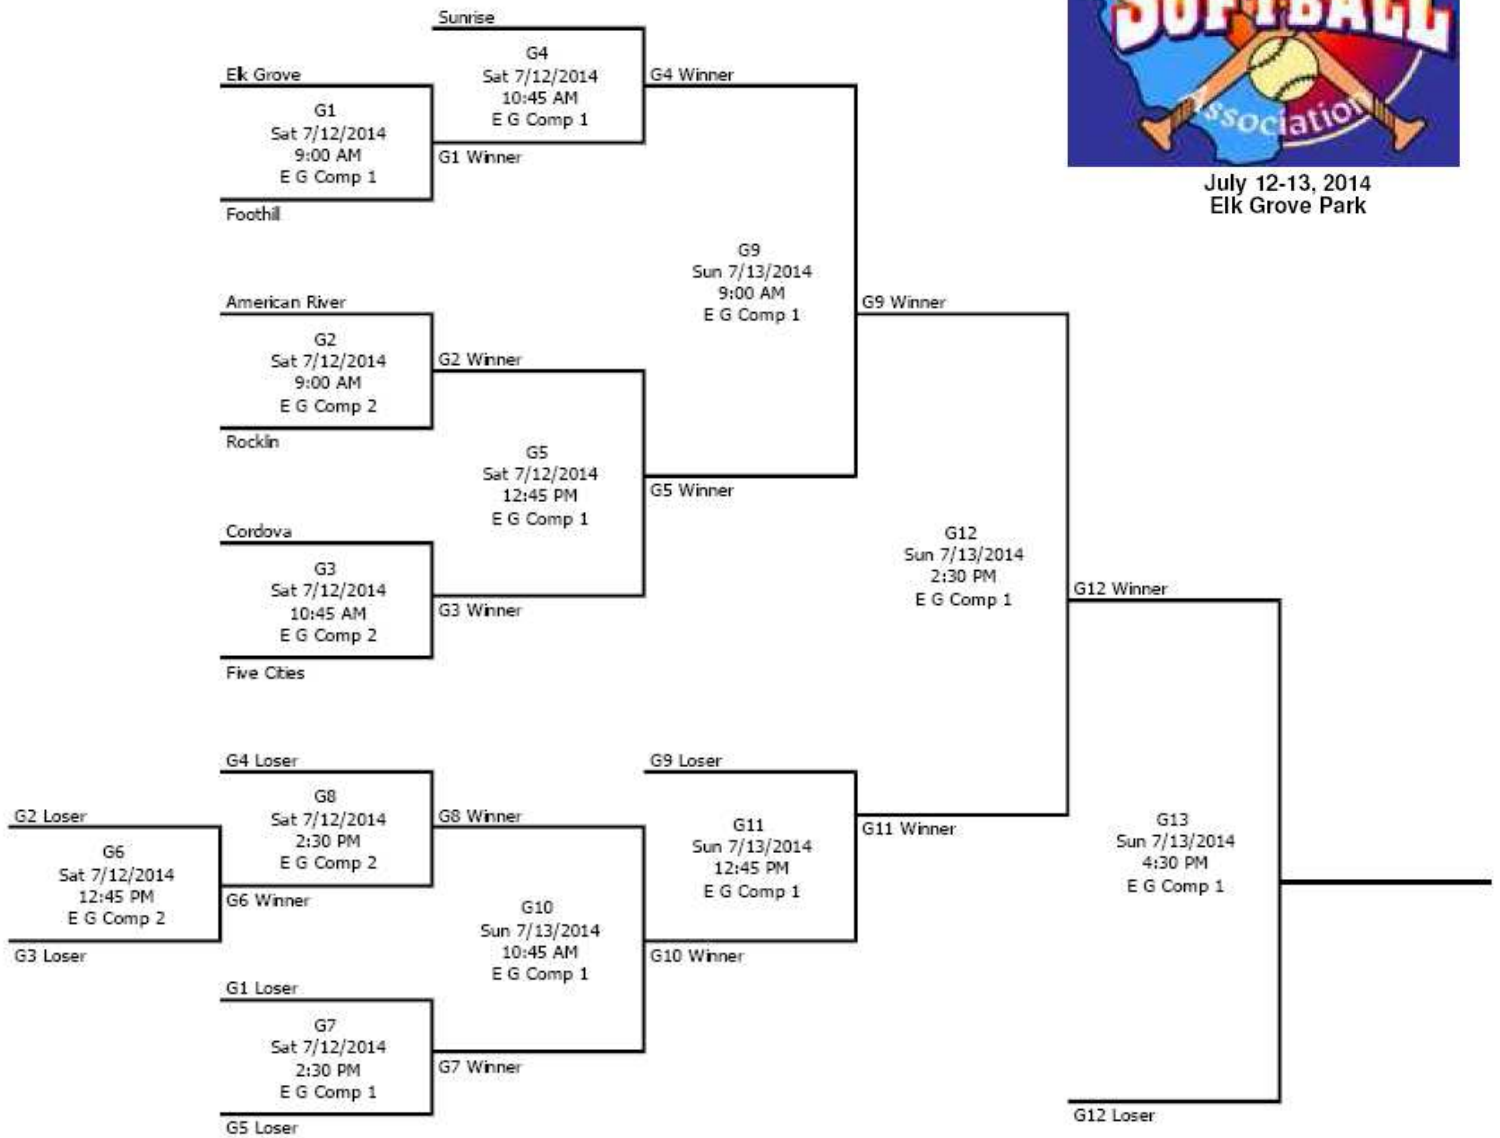 Sunrise
G4
Sat 7/12/2014
10:45 AM
E G Comp 1
G4 Winner
Elk Grove
G1
Sat 7/12/2014
9:00 AM
E G Comp 1
G1 Winner
Foothill
SOFTBALL
Association
July 12-13, 2014
Elk Grove Park
G9
Sun 7/13/2014
9:00 AM
E G Comp 1
G9 Winner
American River
G2
Sat 7/12/2014
9:00 AM
E G Comp 2
G2 Winner
Rocklin
G5
Sat 7/12/2014
12:45 PM
E G Comp 1
G5 Winner
Cordova
G3
Sat 7/12/2014
10:45 AM
E G Comp 2
G3 Winner
Five Cities
G12
Sun 7/13/2014
2:30 PM
E G Comp 1
G12 Winner
G4 Loser
G8
Sat 7/12/2014
2:30 PM
E G Comp 2
G8 Winner
G2 Loser
G6
Sat 7/12/2014
12:45 PM
E G Comp 2
G6 Winner
G3 Loser
G9 Loser
G11
Sun 7/13/2014
12:45 PM
E G Comp 1
G11 Winner
G10
Sun 7/13/2014
10:45 AM
E G Comp 1
G10 Winner
G1 Loser
G7
Sat 7/12/2014
2:30 PM
E G Comp 1
G7 Winner
G5 Loser
G13
Sun 7/13/2014
4:30 PM
E G Comp 1
G12 Loser